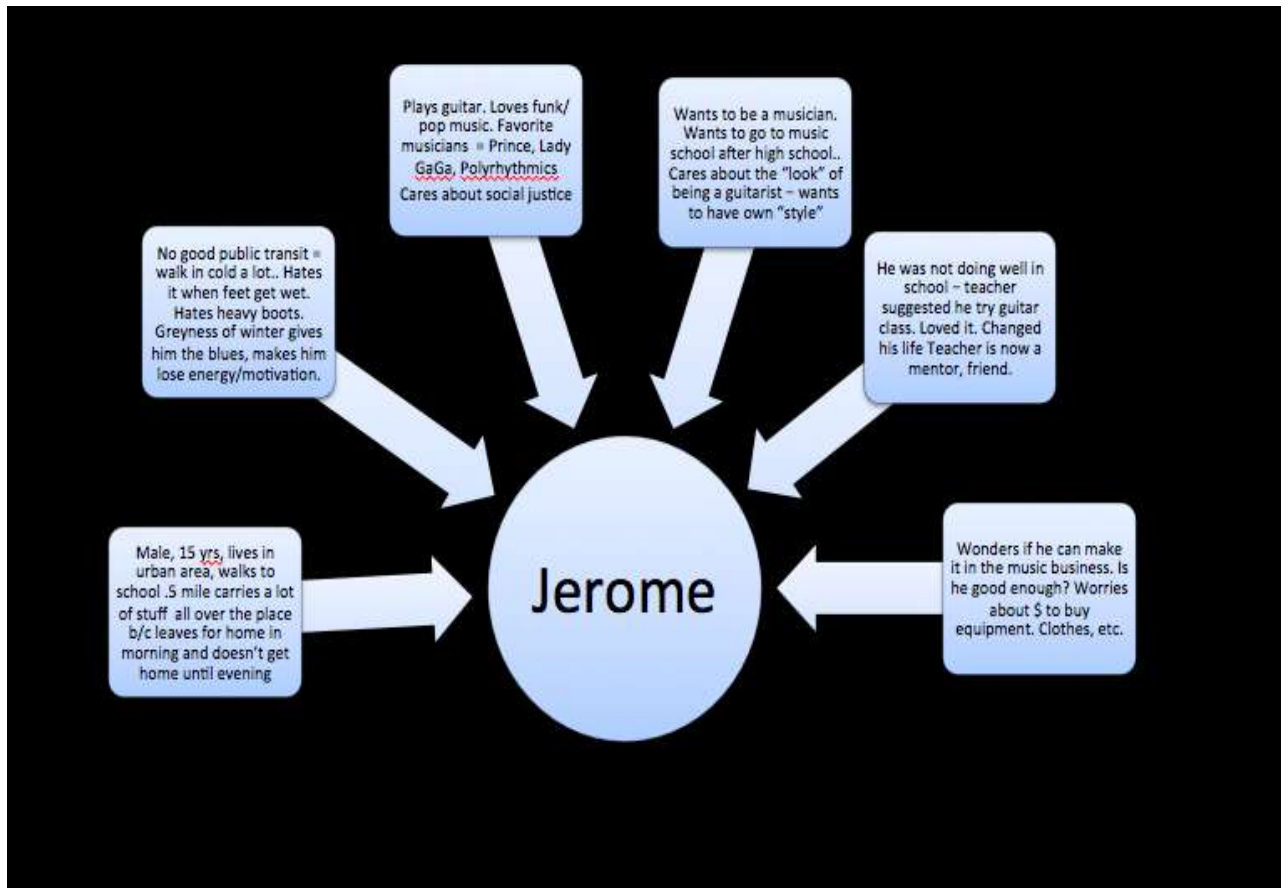 Plays guitar. Loves funk/
pop music. Favorite
musicians = Prince, Lady
GaGa, Polyrhythmics
Cares about social justice
Wants to be a musician.
Wants to go to music
school after high school..
Cares about the “look” of
being a guitarist – wants
to have own “style”
No good public transit =
walk in cold a lot.. Hates
it when feet get wet.
Hates heavy boots.
Greyness of winter gives
him the blues, makes him
lose energy/motivation.
He was not doing well in
school – teacher
suggested he try guitar
class. Loved it. Changed
his life Teacher is now a
mentor, friend.
Male, 15 yrs, lives in
urban area, walks to
school .5 mile carries a lot
of stuff all over the place
b/c leaves for home in
morning and doesn’t get
home until evening
Jerome
Wonders if he can make
it in the music business. Is
he good enough? Worries
about $ to buy
equipment. Clothes, etc.